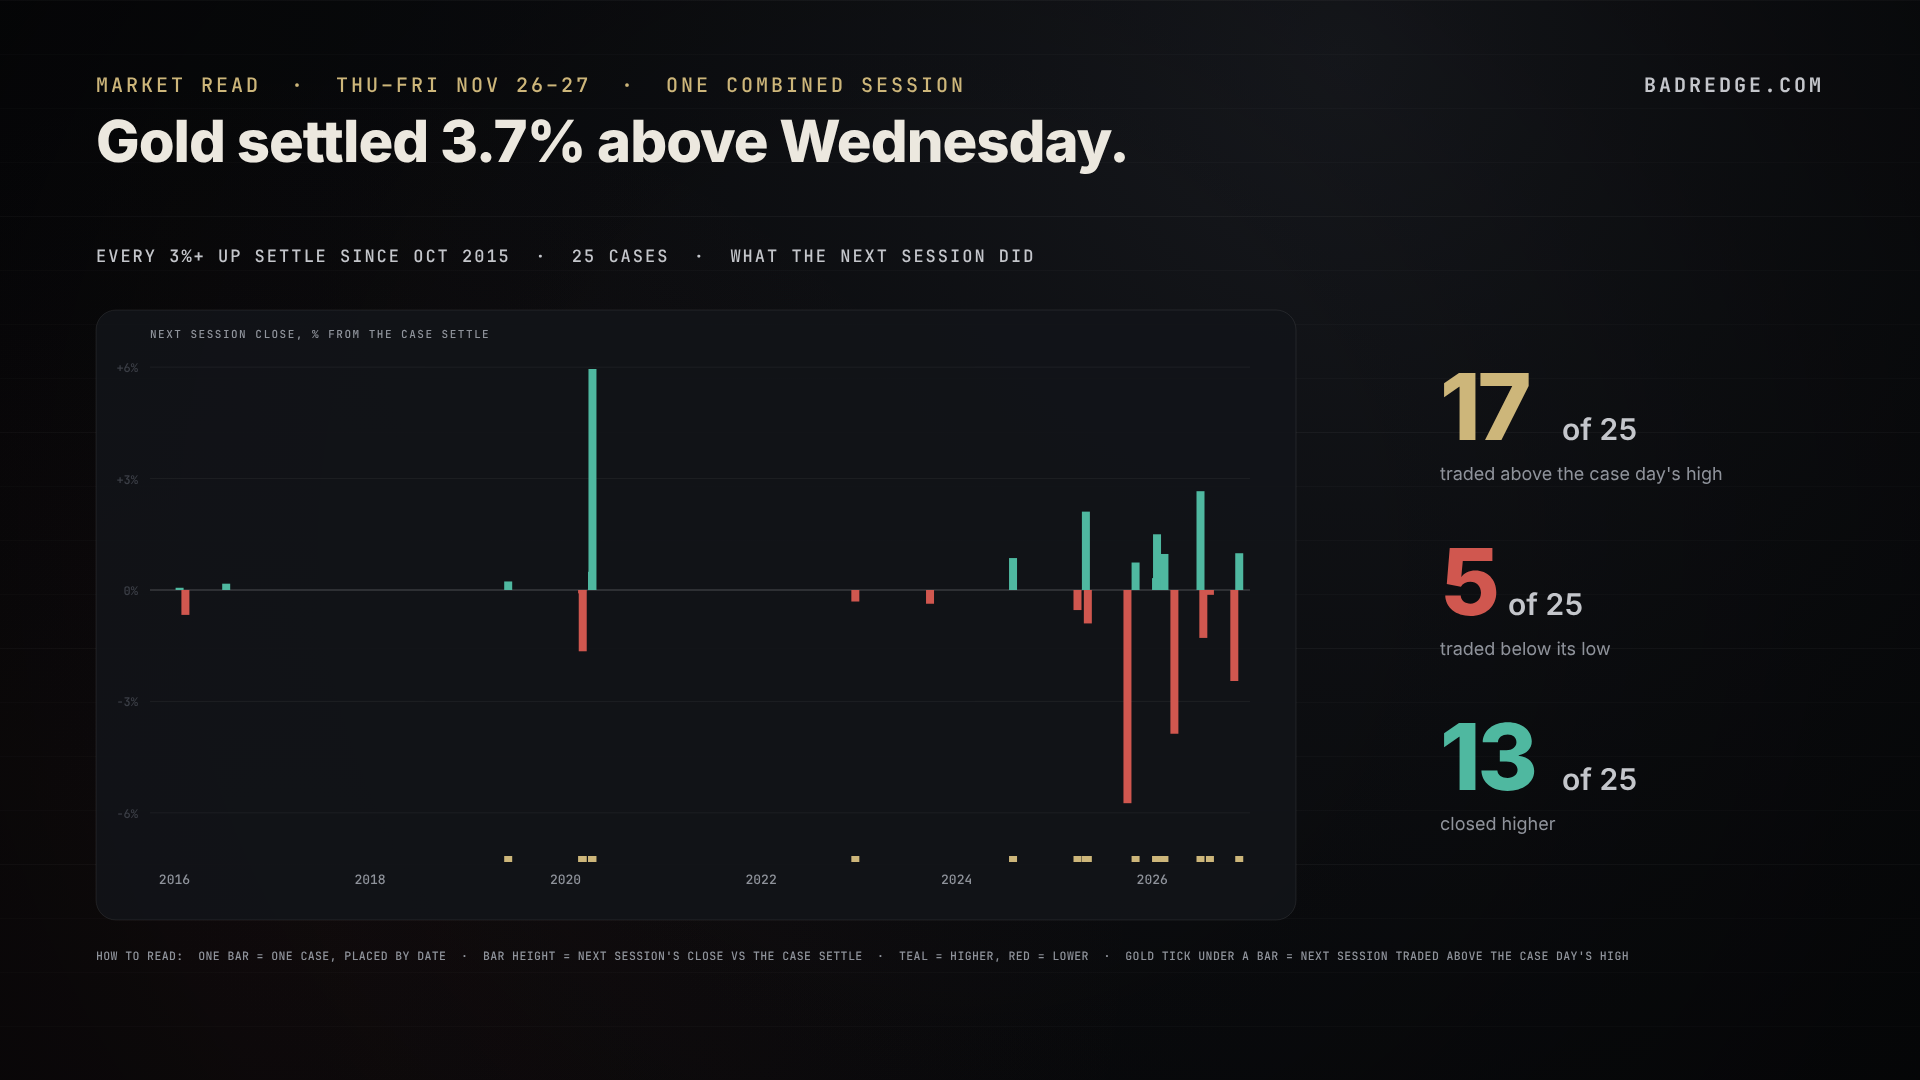 MARKET READ · THU–FRI NOV 26–27 · ONE COMBINED SESSION
BADREDGE.COM
Gold settled 3.7% above Wednesday.
EVERY 3%+ UP SETTLE SINCE OCT 2015 · 25 CASES · WHAT THE NEXT SESSION DID
NEXT SESSION CLOSE, % FROM THE CASE SETTLE
+6%
+3%
0%
-3%
-6%
2016 2018 2020 2022 2024 2026
17 of 25
traded above the case day's high
5 of 25
traded below its low
13 of 25
closed higher
HOW TO READ: ONE BAR = ONE CASE, PLACED BY DATE · BAR HEIGHT = NEXT SESSION'S CLOSE VS THE CASE SETTLE · TEAL = HIGHER, RED = LOWER · GOLD TICK UNDER A BAR = NEXT SESSION TRADED ABOVE THE CASE DAY'S HIGH